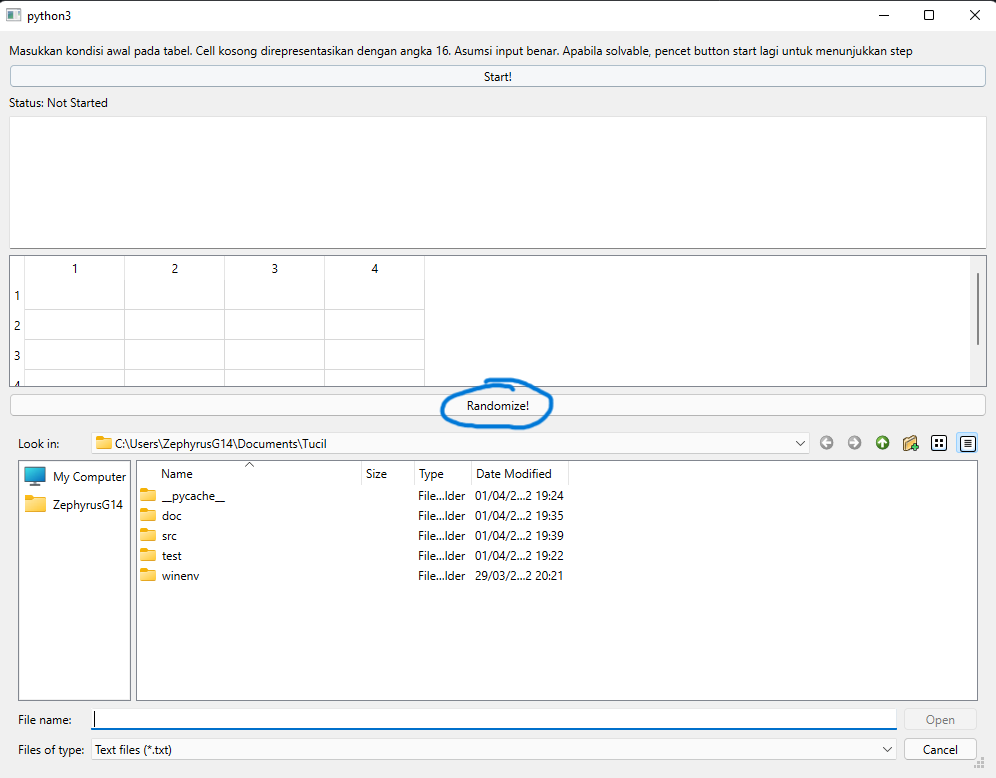 python3
Masukkan kondisi awal pada tabel. Cell kosong direpresentasikan dengan angka 16. Asumsi input benar. Apabila solvable, pencet button start lagi untuk menunjukkan step
Start!
Status: Not Started
1 2 3 4
1
2
3
4
Randomize!
Look in: C:\Users\ZephyrusG14\Documents\Tucil
My Computer
ZephyrusG14
Name Size Type Date Modified
__pycache__ File...lder 01/04/2...2 19:24
doc File...lder 01/04/2...2 19:35
src File...lder 01/04/2...2 19:39
test File...lder 01/04/2...2 19:22
winenv File...lder 29/03/2...2 20:21
File name: Open
Files of type: Text files (*.txt) Cancel